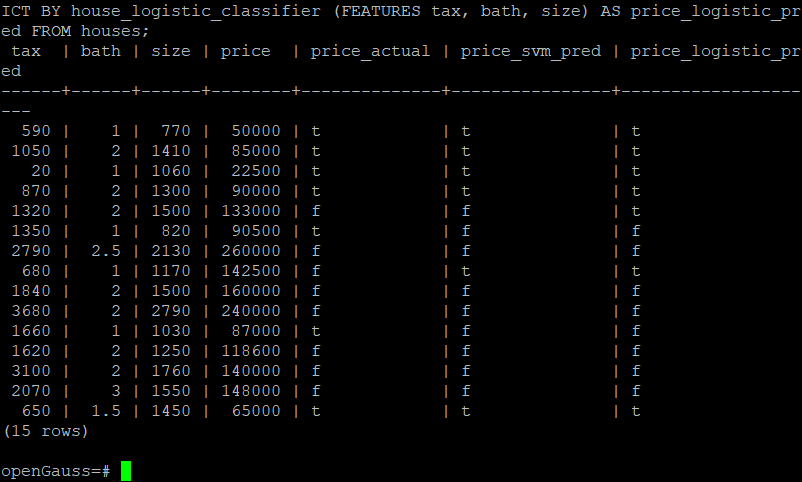 ICT BY house_logistic_classifier (FEATURES tax, bath, size) AS price_logistic_pr
ed FROM houses;
 tax  | bath | size | price  | price_actual | price_svm_pred | price_logistic_pr
ed
------+------+------+--------+--------------+----------------+------------------
---
  590 |    1 |  770 |  50000 | t            | t              | t
 1050 |    2 | 1410 |  85000 | t            | t              | t
   20 |    1 | 1060 |  22500 | t            | t              | t
  870 |    2 | 1300 |  90000 | t            | t              | t
 1320 |    2 | 1500 | 133000 | f            | f              | t
 1350 |    1 |  820 |  90500 | t            | f              | f
 2790 |  2.5 | 2130 | 260000 | f            | f              | f
  680 |    1 | 1170 | 142500 | f            | t              | t
 1840 |    2 | 1500 | 160000 | f            | f              | f
 3680 |    2 | 2790 | 240000 | f            | f              | f
 1660 |    1 | 1030 |  87000 | t            | f              | f
 1620 |    2 | 1250 | 118600 | f            | f              | f
 3100 |    2 | 1760 | 140000 | f            | f              | f
 2070 |    3 | 1550 | 148000 | f            | f              | f
  650 |  1.5 | 1450 |  65000 | t            | t              | t
(15 rows)
openGauss=#